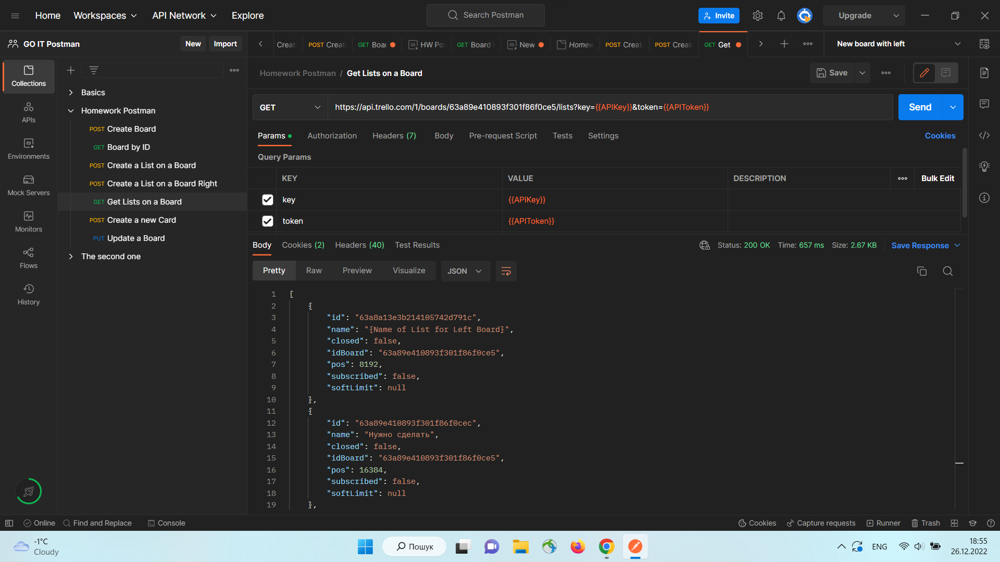 Home Workspaces API Network Explore Search Postman Invite Upgrade
GO IT Postman New Import
Creat POST Creat GET Boar HW Po GET Board New Homew POST Creat POST Creat GET Get New board with left
Collections
APIs
Environments
Mock Servers
Monitors
Flows
History
Basics
Homework Postman
POST Create Board
GET Board by ID
POST Create a List on a Board
POST Create a List on a Board Right
GET Get Lists on a Board
POST Create a new Card
PUT Update a Board
The second one
Homework Postman / Get Lists on a Board Save
GET https://api.trello.com/1/boards/63a89e410893f301f86f0ce5/lists?key={{APIKey}}&token={{APIToken}} Send
Params Authorization Headers (7) Body Pre-request Script Tests Settings Cookies
Query Params
KEY VALUE DESCRIPTION Bulk Edit
key {{APIKey}}
token {{APIToken}}
Body Cookies (2) Headers (40) Test Results Status: 200 OK Time: 657 ms Size: 2.67 KB Save Response
Pretty Raw Preview Visualize JSON
1 [
2 {
3 "id": "63a8a13e3b214105742d791c",
4 "name": "{Name of List for Left Board}",
5 "closed": false,
6 "idBoard": "63a89e410893f301f86f0ce5",
7 "pos": 8192,
8 "subscribed": false,
9 "softLimit": null
10 },
11 {
12 "id": "63a89e410893f301f86f0cec",
13 "name": "Нужно сделать",
14 "closed": false,
15 "idBoard": "63a89e410893f301f86f0ce5",
16 "pos": 16384,
17 "subscribed": false,
18 "softLimit": null
19 },
Online Find and Replace Console Cookies Capture requests Runner Trash
-1°C
Cloudy
Пошук
ENG
18:55
26.12.2022